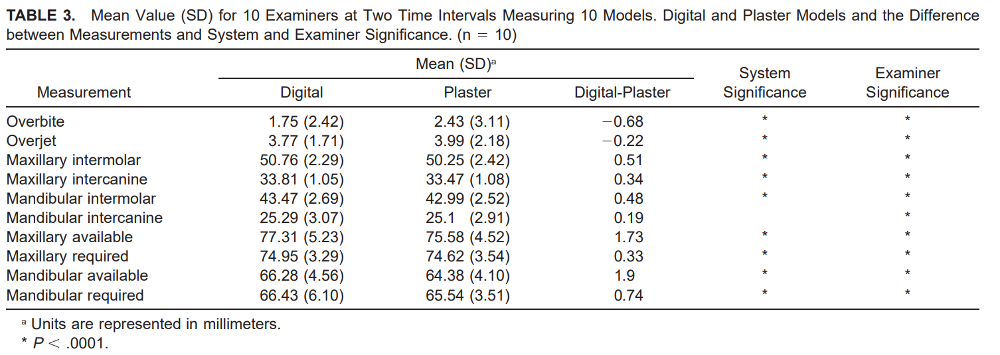 TABLE 3. Mean Value (SD) for 10 Examiners at Two Time Intervals Measuring 10 Models. Digital and Plaster Models and the Difference
between Measurements and System and Examiner Significance. (n = 10)
Mean (SD)ᵃ
System Examiner
Measurement Digital Plaster Digital-Plaster Significance Significance
Overbite 1.75 (2.42) 2.43 (3.11) −0.68 * *
Overjet 3.77 (1.71) 3.99 (2.18) −0.22 * *
Maxillary intermolar 50.76 (2.29) 50.25 (2.42) 0.51 * *
Maxillary intercanine 33.81 (1.05) 33.47 (1.08) 0.34 * *
Mandibular intermolar 43.47 (2.69) 42.99 (2.52) 0.48 * *
Mandibular intercanine 25.29 (3.07) 25.1 (2.91) 0.19 *
Maxillary available 77.31 (5.23) 75.58 (4.52) 1.73 * *
Maxillary required 74.95 (3.29) 74.62 (3.54) 0.33 * *
Mandibular available 66.28 (4.56) 64.38 (4.10) 1.9 * *
Mandibular required 66.43 (6.10) 65.54 (3.51) 0.74 * *
ᵃ Units are represented in millimeters.
* P < .0001.